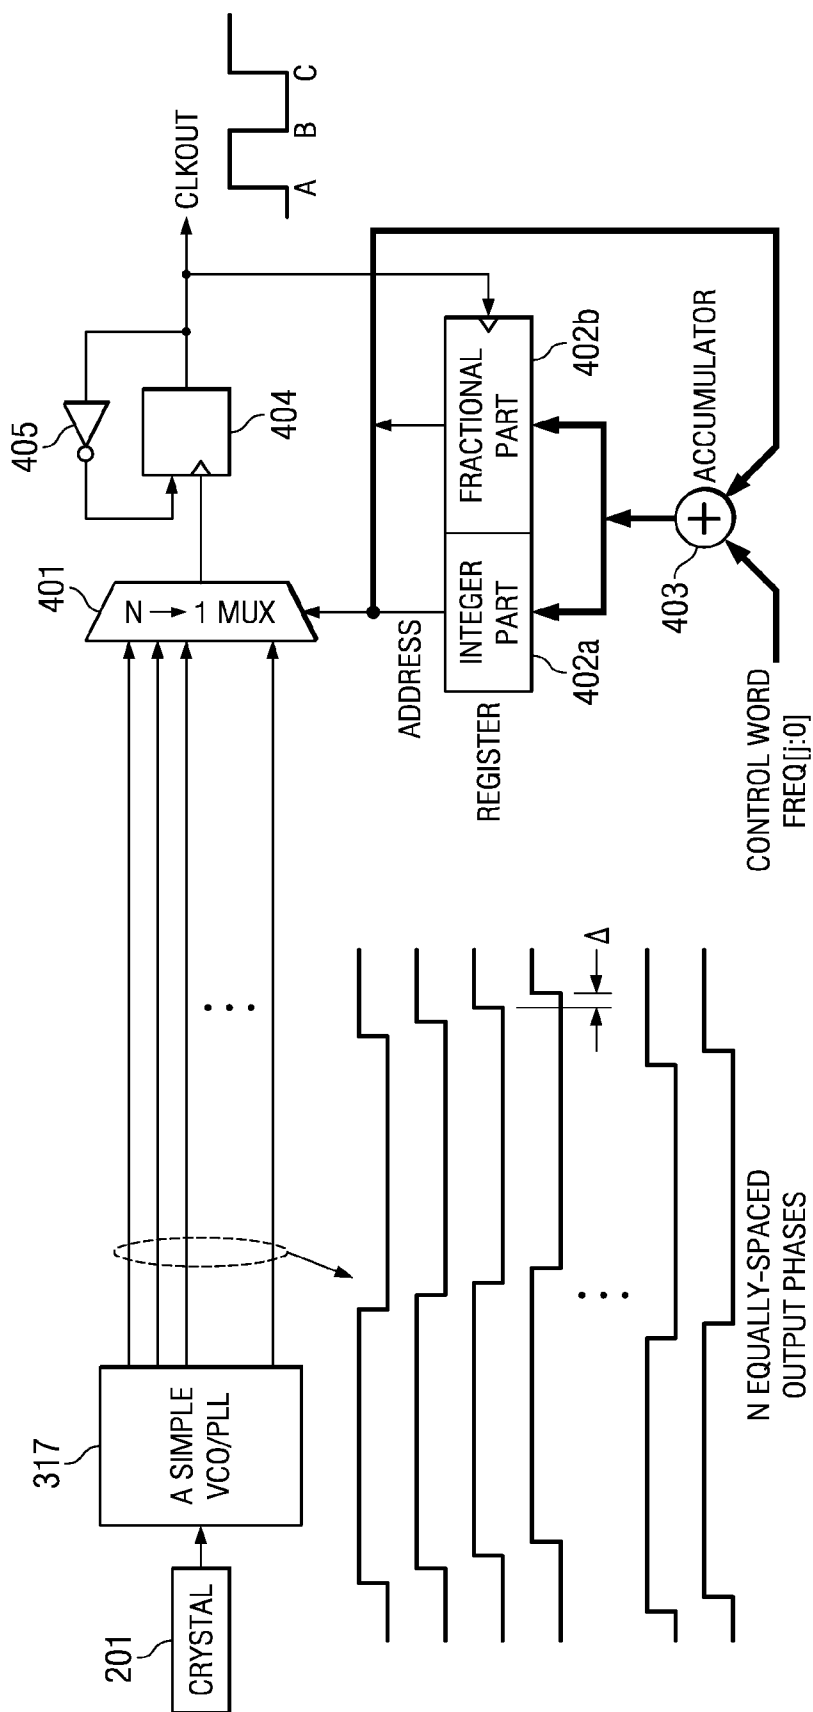 201
CRYSTAL
317
A SIMPLE
VCO/PLL
401
N → 1 MUX
405
404
CLKOUT
A
B
C
ADDRESS
REGISTER
INTEGER
PART
FRACTIONAL
PART
402a
402b
403
ACCUMULATOR
CONTROL WORD
FREQ[j:0]
Δ
N EQUALLY-SPACED
OUTPUT PHASES